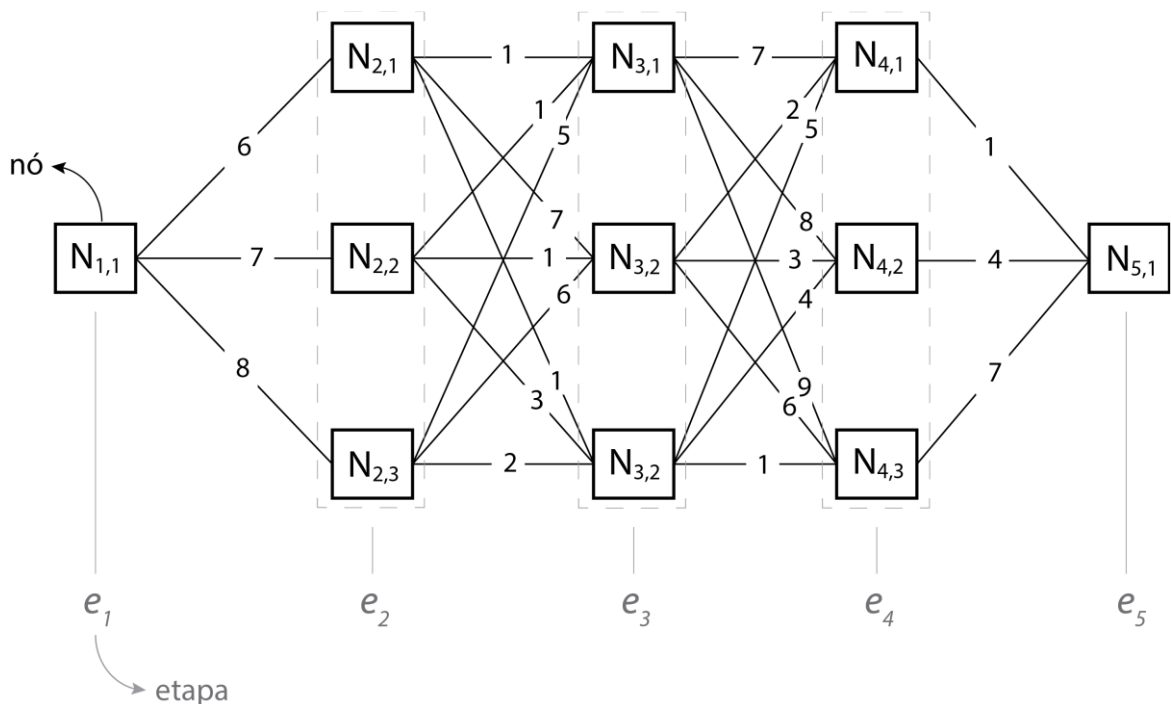 N2,1 1 N3,1 7 N4,1
1 2
5 5
6 1
nó
7 8
N1,1 7 N2,2 1 N3,2 3 N4,2 4 N5,1
6 4
8 1 9 7
3 6
N2,3 2 N3,2 1 N4,3
e1 e2 e3 e4 e5
etapa